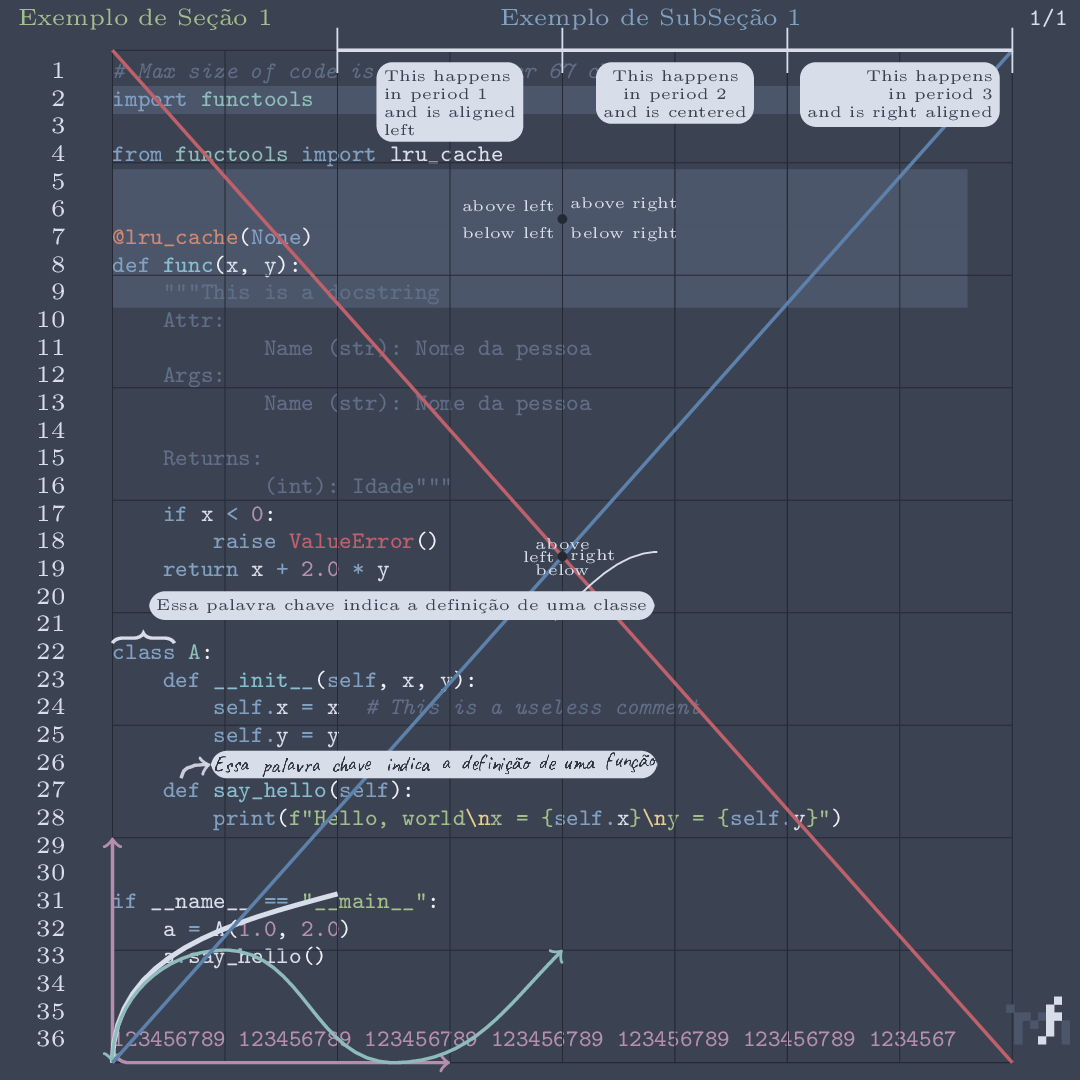 Exemplo de Seção 1
Exemplo de SubSeção 1
1/1
1 # Max size of code is
2 import functools
3
4 from functools import lru_cache
5
6
7 @lru_cache(None)
8 def func(x, y):
9 """This is a docstring
10 Attr:
11 Name (str): Nome da pessoa
12 Args:
13 Name (str): Nome da pessoa
14
15 Returns:
16 (int): Idade"""
17 if x < 0:
18 raise ValueError()
19 return x + 2.0 * y
20
21
22 class A:
23 def __init__(self, x, y):
24 self.x = x # This is a useless comment
25 self.y = y
26
27 def say_hello(self):
28 print(f"Hello, world\nx = {self.x}\ny = {self.y}")
29
30
31 if __name__ == "__main__":
32 a = A(1.0, 2.0)
33 a.say_hello()
34
35
36 123456789 123456789 123456789 123456789 123456789 123456789 1234567
This happens
in period 1
and is aligned
left
This happens
in period 2
and is centered
This happens
in period 3
and is right aligned
above left above right
below left below right
above
left right
below
Essa palavra chave indica a definição de uma classe
Essa palavra chave indica a definição de uma função